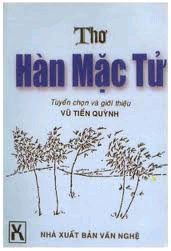 Thơ
Hàn Mặc Tử
Tuyển chọn và giới thiệu
VŨ TIẾN QUỲNH
NHÀ XUẤT BẢN VĂN NGHỆ